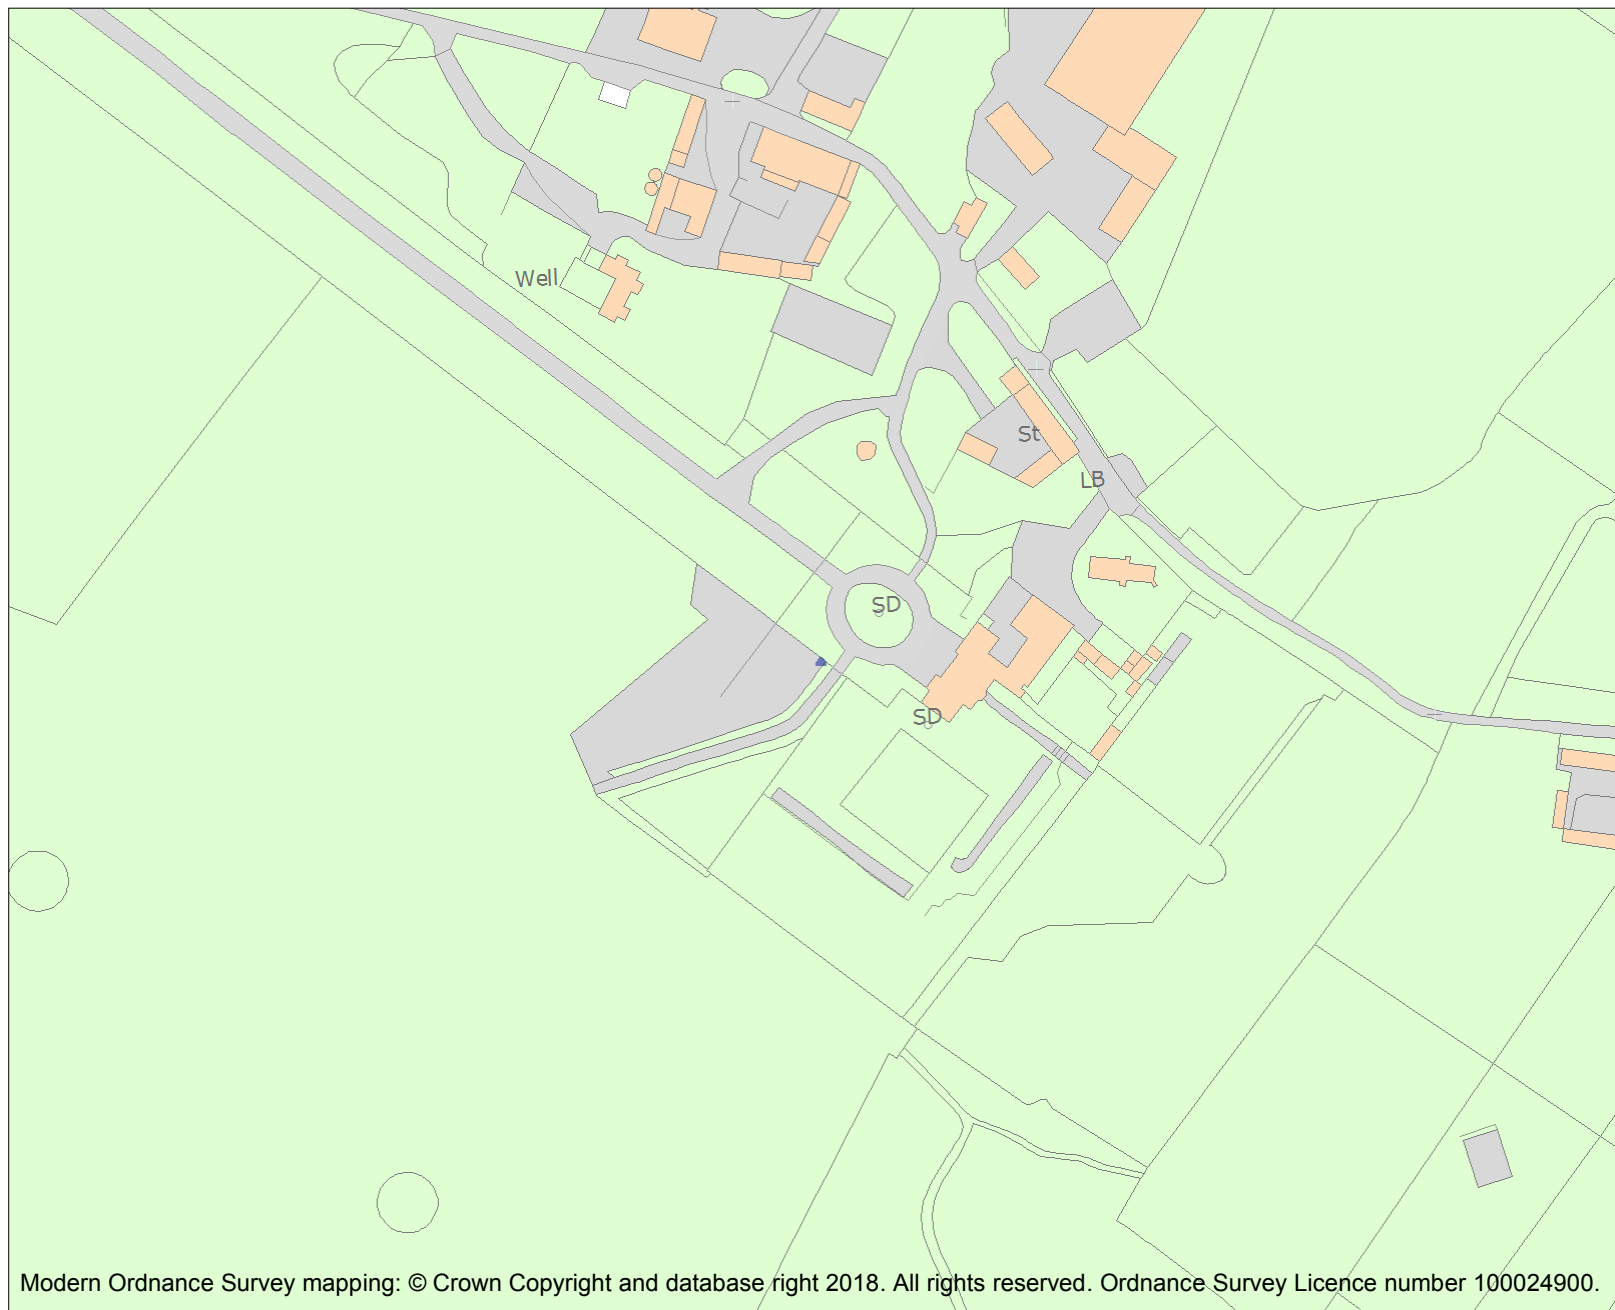 Well
St
LB
SD
SD
Modern Ordnance Survey mapping: © Crown Copyright and database right 2018. All rights reserved. Ordnance Survey Licence number 100024900.